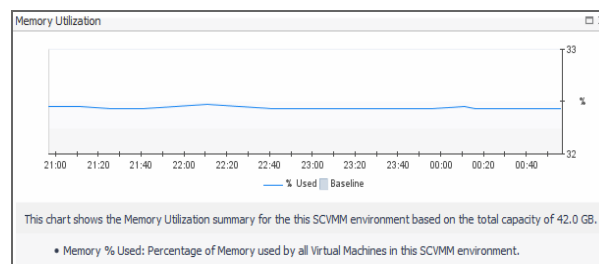 Memory Utilization
33
%
32
21:00 21:20 21:40 22:00 22:20 22:40 23:00 23:20 23:40 00:00 00:20 00:40
% Used Baseline
This chart shows the Memory Utilization summary for the this SCVMM environment based on the total capacity of 42.0 GB.
• Memory % Used: Percentage of Memory used by all Virtual Machines in this SCVMM environment.